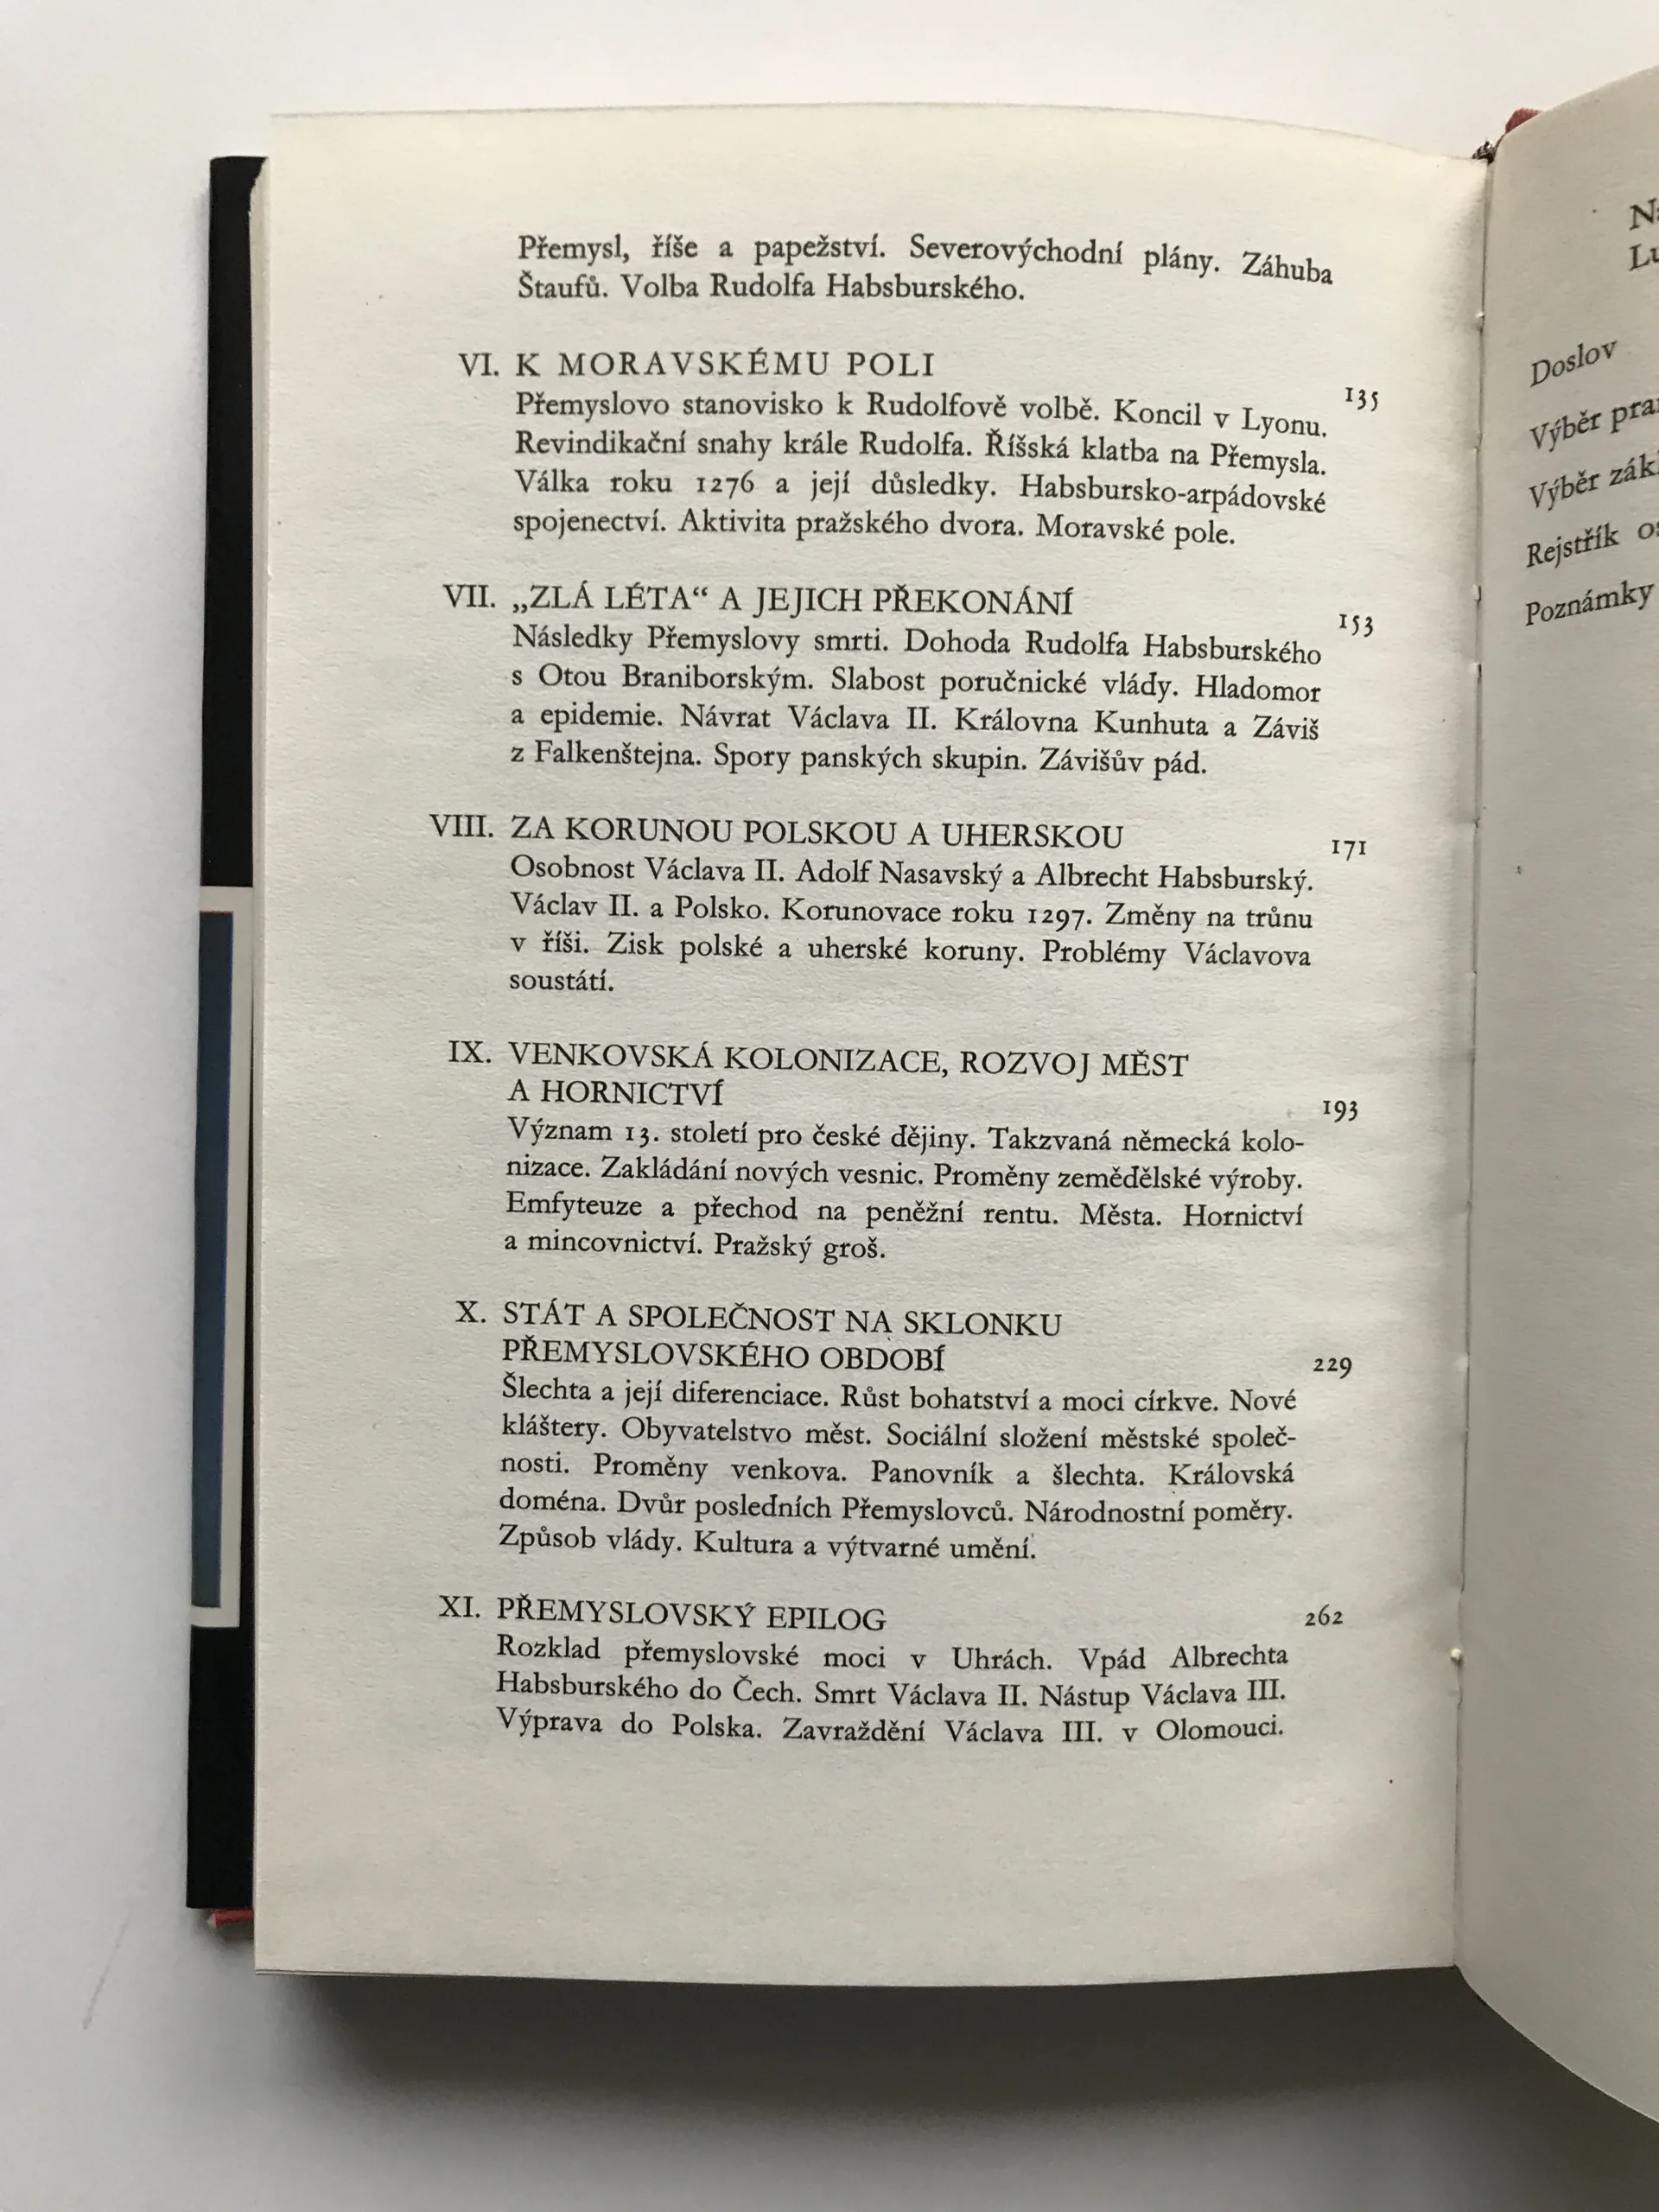 Přemysl, říše a papežství. Severovýchodní plány. Záhuba
Štaufů. Volba Rudolfa Habsburského.
VI. K MORAVSKÉMU POLI 135
Přemyslovo stanovisko k Rudolfově volbě. Koncil v Lyonu.
Revindikační snahy krále Rudolfa. Říšská klatba na Přemysla.
Válka roku 1276 a její důsledky. Habsbursko-arpádovské
spojenectví. Aktivita pražského dvora. Moravské pole.
VII. „ZLÁ LÉTA“ A JEJICH PŘEKONÁNÍ 153
Následky Přemyslovy smrti. Dohoda Rudolfa Habsburského
s Otou Braniborským. Slabost poručnické vlády. Hladomor
a epidemie. Návrat Václava II. Královna Kunhuta a Záviš
z Falkenštejna. Spory panských skupin. Závišův pád.
VIII. ZA KORUNOU POLSKOU A UHERSKOU 171
Osobnost Václava II. Adolf Nasavský a Albrecht Habsburský.
Václav II. a Polsko. Korunovace roku 1297. Změny na trůnu
v říši. Zisk polské a uherské koruny. Problémy Václavova
soustátí.
IX. VENKOVSKÁ KOLONIZACE, ROZVOJ MĚST
A HORNICTVÍ 193
Význam 13. století pro české dějiny. Takzvaná německá kolo-
nizace. Zakládání nových vesnic. Proměny zemědělské výroby.
Emfyteuze a přechod na peněžní rentu. Města. Hornictví
a mincovnictví. Pražský groš.
X. STÁT A SPOLEČNOST NA SKLONKU
PŘEMYSLOVSKÉHO OBDOBÍ 229
Šlechta a její diferenciace. Růst bohatství a moci církve. Nové
kláštery. Obyvatelstvo měst. Sociální složení městské společ-
nosti. Proměny venkova. Panovník a šlechta. Královská
doména. Dvůr posledních Přemyslovců. Národnostní poměry.
Způsob vlády. Kultura a výtvarné umění.
XI. PŘEMYSLOVSKÝ EPILOG 262
Rozklad přemyslovské moci v Uhrách. Vpád Albrechta
Habsburského do Čech. Smrt Václava II. Nástup Václava III.
Výprava do Polska. Zavraždění Václava III. v Olomouci.
Doslov
Výběr
Výběr
Rejstřík
Poznámky